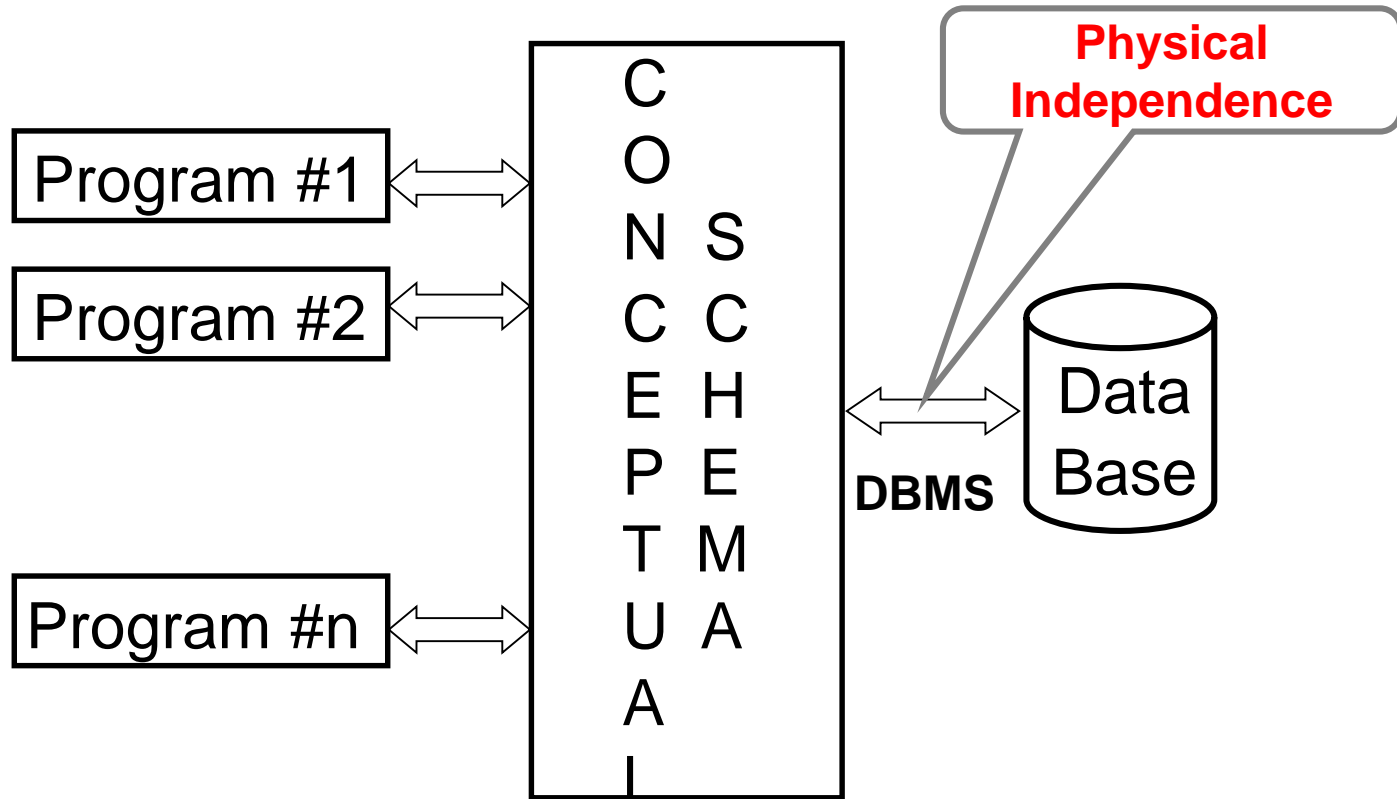 Physical
Independence
Program #1
Program #2
Program #n
C
O
N
C
E
P
T
U
A
L
S
C
H
E
M
A
DBMS
Data
Base